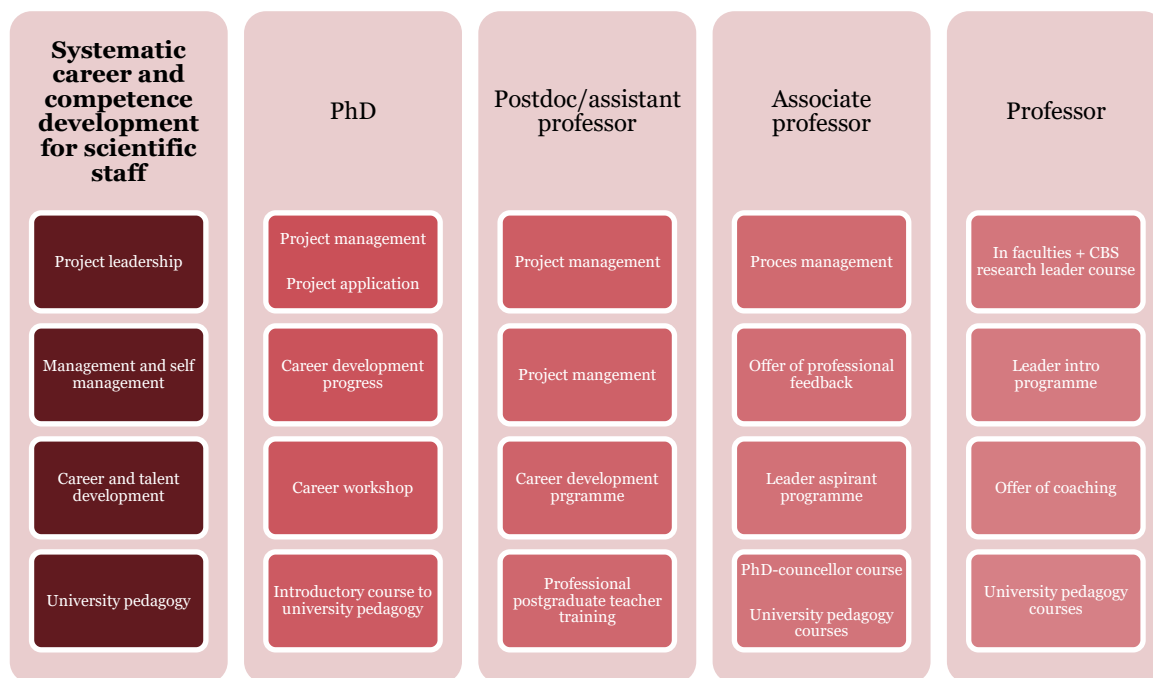 Systematic
career and
competence
development
for scientific
staff
PhD
Postdoc/assistant
professor
Associate
professor
Professor
Project leadership
Project management
Project application
Project management
Proces management
In faculties + CBS
research leader course
Management and self
management
Career development
progress
Project mangement
Offer of professional
feedback
Leader intro
programme
Career and talent
development
Career workshop
Career development
prgramme
Leader aspirant
programme
Offer of coaching
University pedagogy
Introductory course to
university pedagogy
Professional
postgraduate teacher
training
PhD-councellor course
University pedagogy
courses
University pedagogy
courses